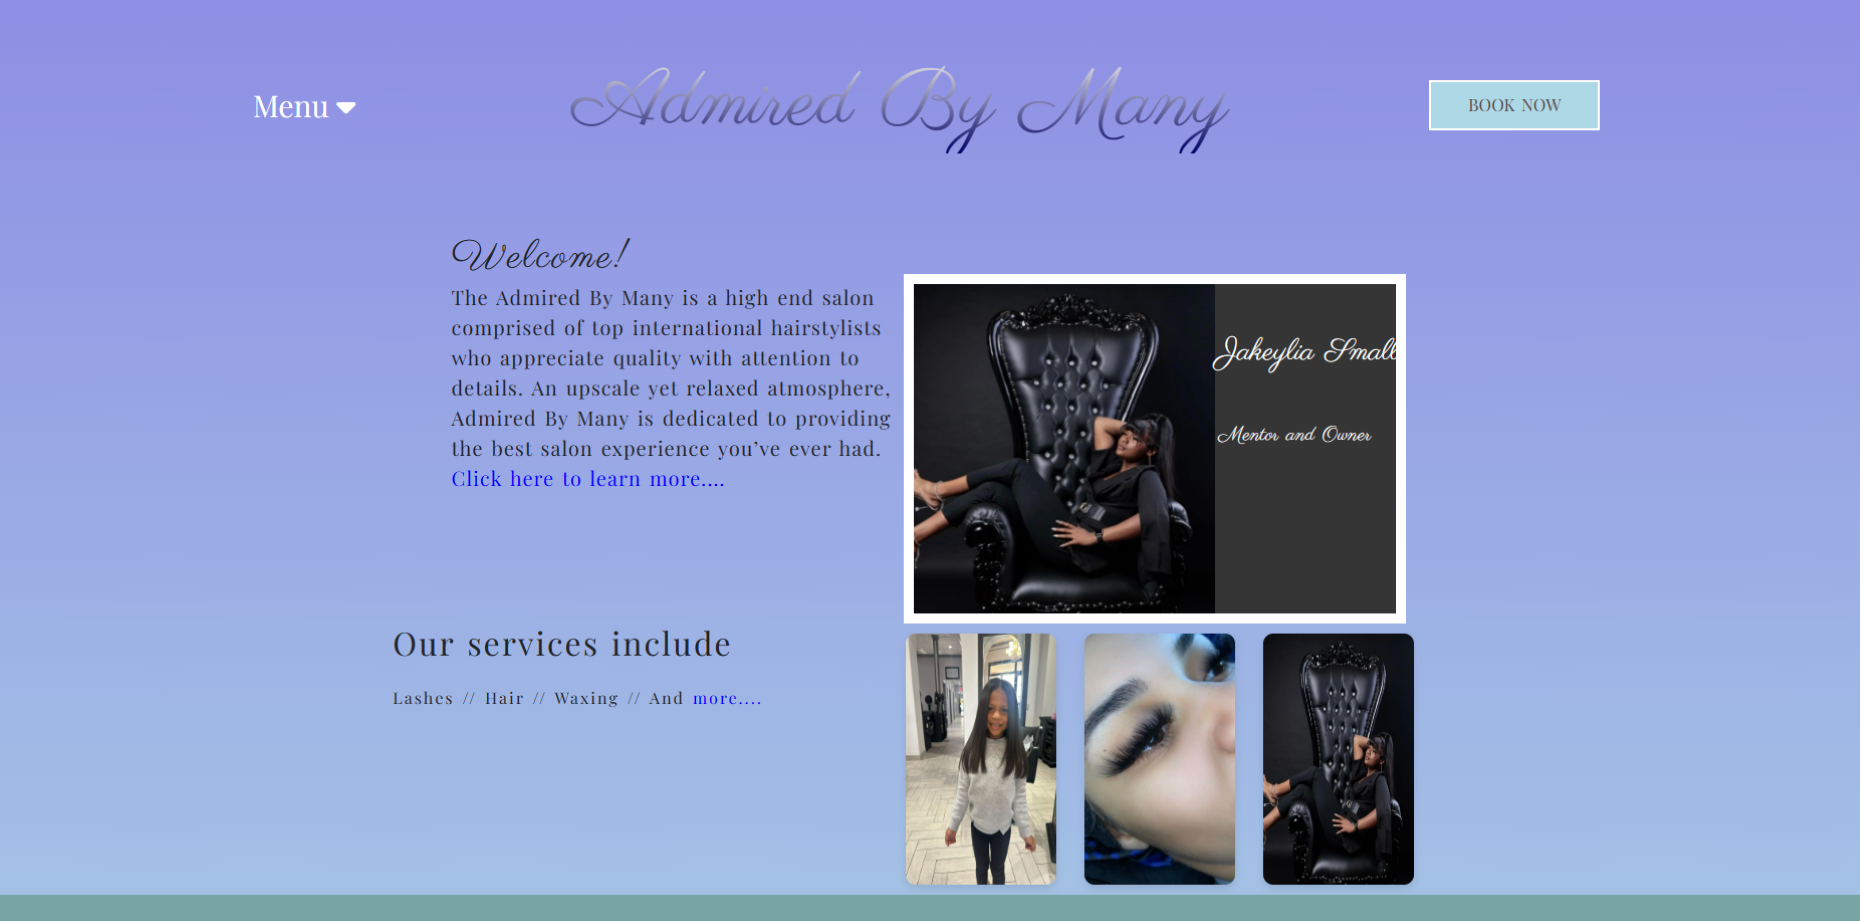 Menu
Admired By Many
BOOK NOW
Welcome!
The Admired By Many is a high end salon
comprised of top international hairstylists
who appreciate quality with attention to
details. An upscale yet relaxed atmosphere,
Admired By Many is dedicated to providing
the best salon experience you’ve ever had.
Click here to learn more....
Jakeylia Small
Mentor and Owner
Our services include
Lashes // Hair // Waxing // And more....